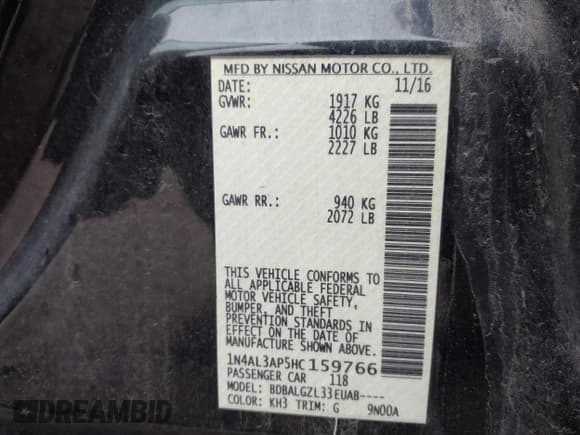 MFD BY NISSAN MOTOR CO., LTD.
DATE: 11/16
GVWR: 1917 KG
4226 LB
GAWR FR.: 1010 KG
2227 LB
GAWR RR.: 940 KG
2072 LB
THIS VEHICLE CONFORMS TO
ALL APPLICABLE FEDERAL
MOTOR VEHICLE SAFETY,
BUMPER, AND THEFT
PREVENTION STANDARDS IN
EFFECT ON THE DATE OF
MANUFACTURE SHOWN ABOVE.
1N4AL3AP5HC159766
PASSENGER CAR 118
MODEL: BDBALGZL33EUAB----
COLOR: KH3 TRIM: G 9N00A
DREAMBID